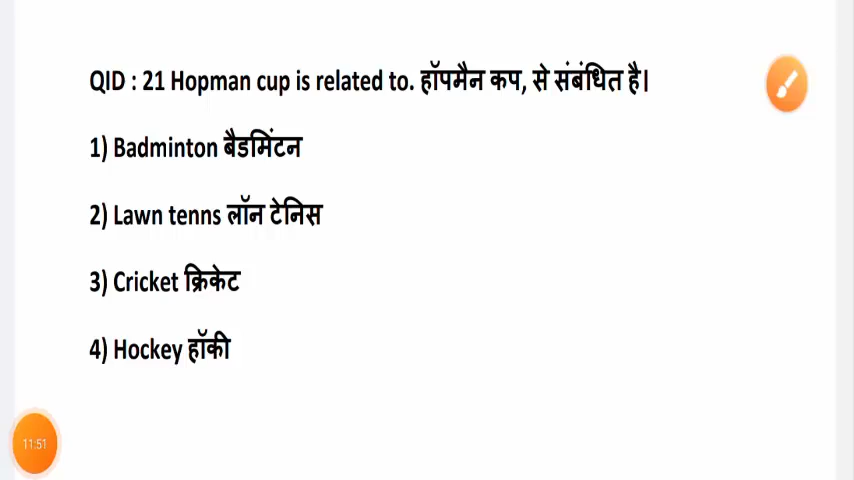 QID : 21 Hopman cup is related to. हॉपमैन कप, से संबंधित है।
1) Badminton बैडमिंटन
2) Lawn tenns लॉन टेनिस
3) Cricket क्रिकेट
4) Hockey हॉकी
11:51